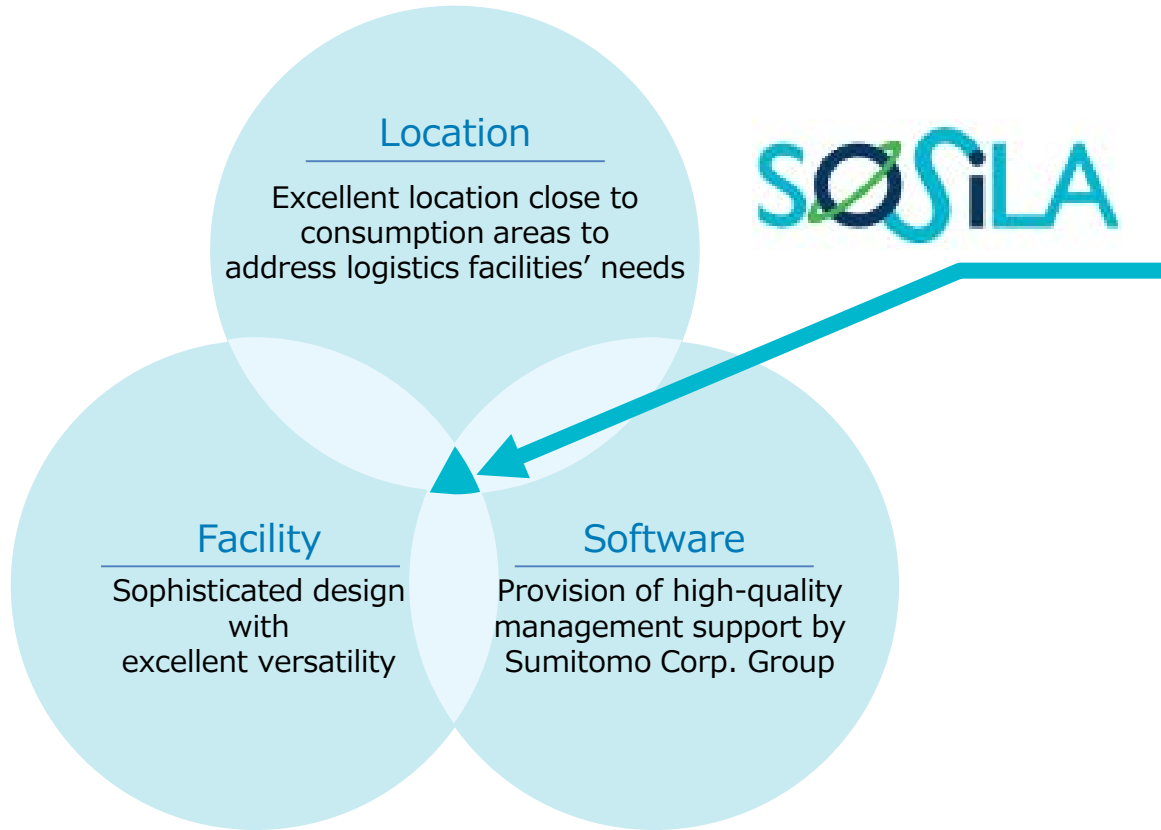 Location
Excellent location close to
consumption areas to
address logistics facilities’ needs
SOSiLA
Facility
Sophisticated design
with
excellent versatility
Software
Provision of high-quality
management support by
Sumitomo Corp. Group